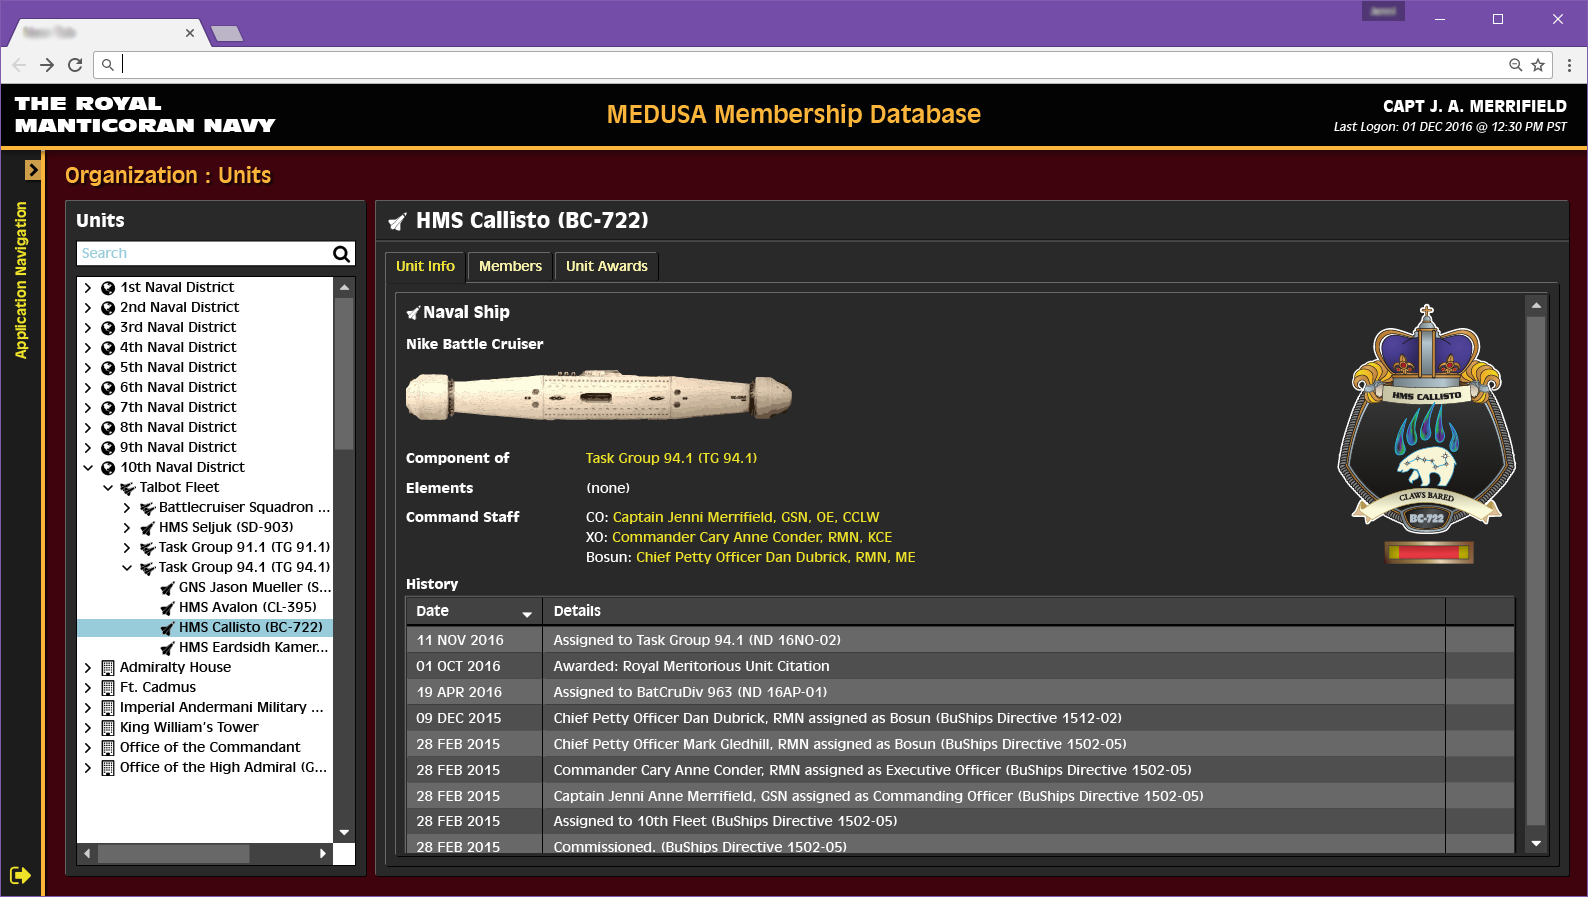 THE ROYAL
MANTICORAN NAVY
MEDUSA Membership Database
CAPT J. A. MERRIFIELD
Last Logon: 01 DEC 2016 @ 12:30 PM PST
Application Navigation
Organization : Units
Units
Search
1st Naval District
2nd Naval District
3rd Naval District
4th Naval District
5th Naval District
6th Naval District
7th Naval District
8th Naval District
9th Naval District
10th Naval District
Talbot Fleet
Battlecruiser Squadron ...
HMS Seljuk (SD-903)
Task Group 91.1 (TG 91.1)
Task Group 94.1 (TG 94.1)
GNS Jason Mueller (S...
HMS Avalon (CL-395)
HMS Callisto (BC-722)
HMS Eardsidh Kamer...
Admiralty House
Ft. Cadmus
Imperial Andermani Military ...
King William's Tower
Office of the Commandant
Office of the High Admiral (G...
HMS Callisto (BC-722)
Unit Info Members Unit Awards
Naval Ship
Nike Battle Cruiser
HMS CALLISTO
CLAWS BARED
BC-722
Component of Task Group 94.1 (TG 94.1)
Elements (none)
Command Staff CO: Captain Jenni Merrifield, GSN, OE, CCLW
XO: Commander Cary Anne Conder, RMN, KCE
Bosun: Chief Petty Officer Dan Dubrick, RMN, ME
History
Date Details
11 NOV 2016 Assigned to Task Group 94.1 (ND 16NO-02)
01 OCT 2016 Awarded: Royal Meritorious Unit Citation
19 APR 2016 Assigned to BatCruDiv 963 (ND 16AP-01)
09 DEC 2015 Chief Petty Officer Dan Dubrick, RMN assigned as Bosun (BuShips Directive 1512-02)
28 FEB 2015 Chief Petty Officer Mark Gledhill, RMN assigned as Bosun (BuShips Directive 1502-05)
28 FEB 2015 Commander Cary Anne Conder, RMN assigned as Executive Officer (BuShips Directive 1502-05)
28 FEB 2015 Captain Jenni Anne Merrifield, GSN assigned as Commanding Officer (BuShips Directive 1502-05)
28 FEB 2015 Assigned to 10th Fleet (BuShips Directive 1502-05)
28 FEB 2015 Commissioned. (BuShips Directive 1502-05)